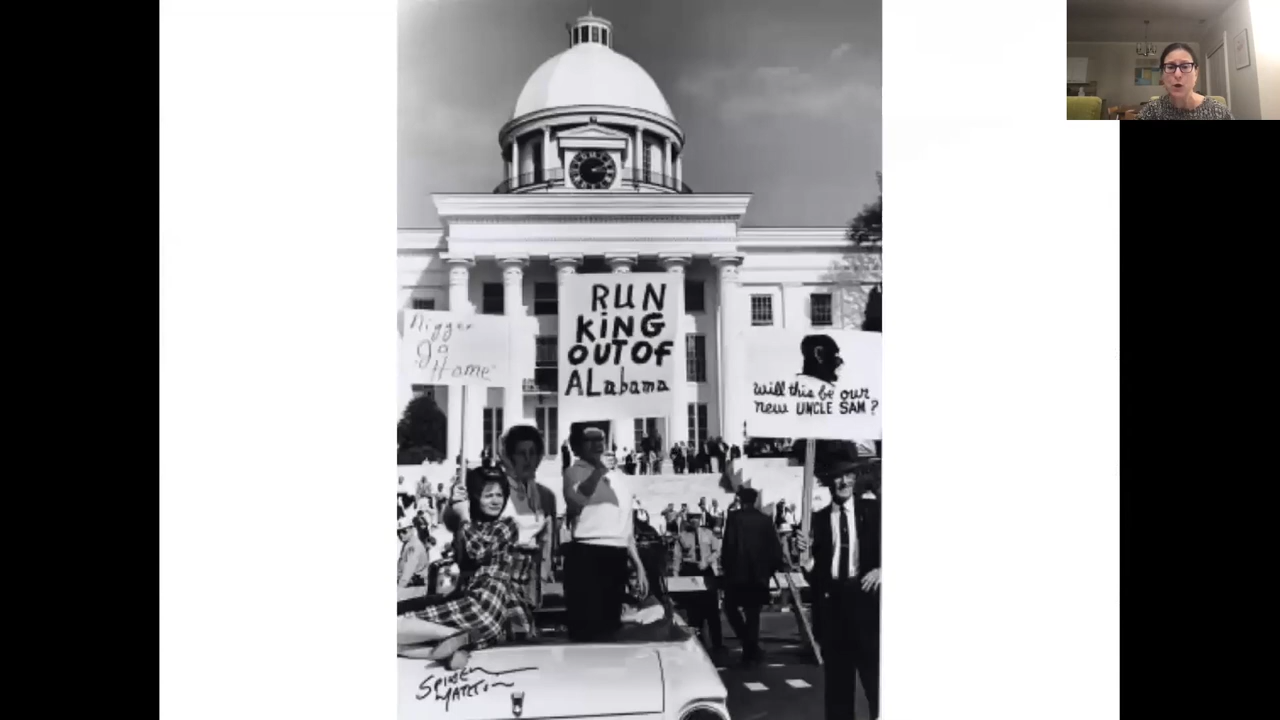 Nigger
go
Home"
RUN
KiNG
OUT OF
ALabama
will this be our
new UNCLE SAM?
SPIDER
MARTIN